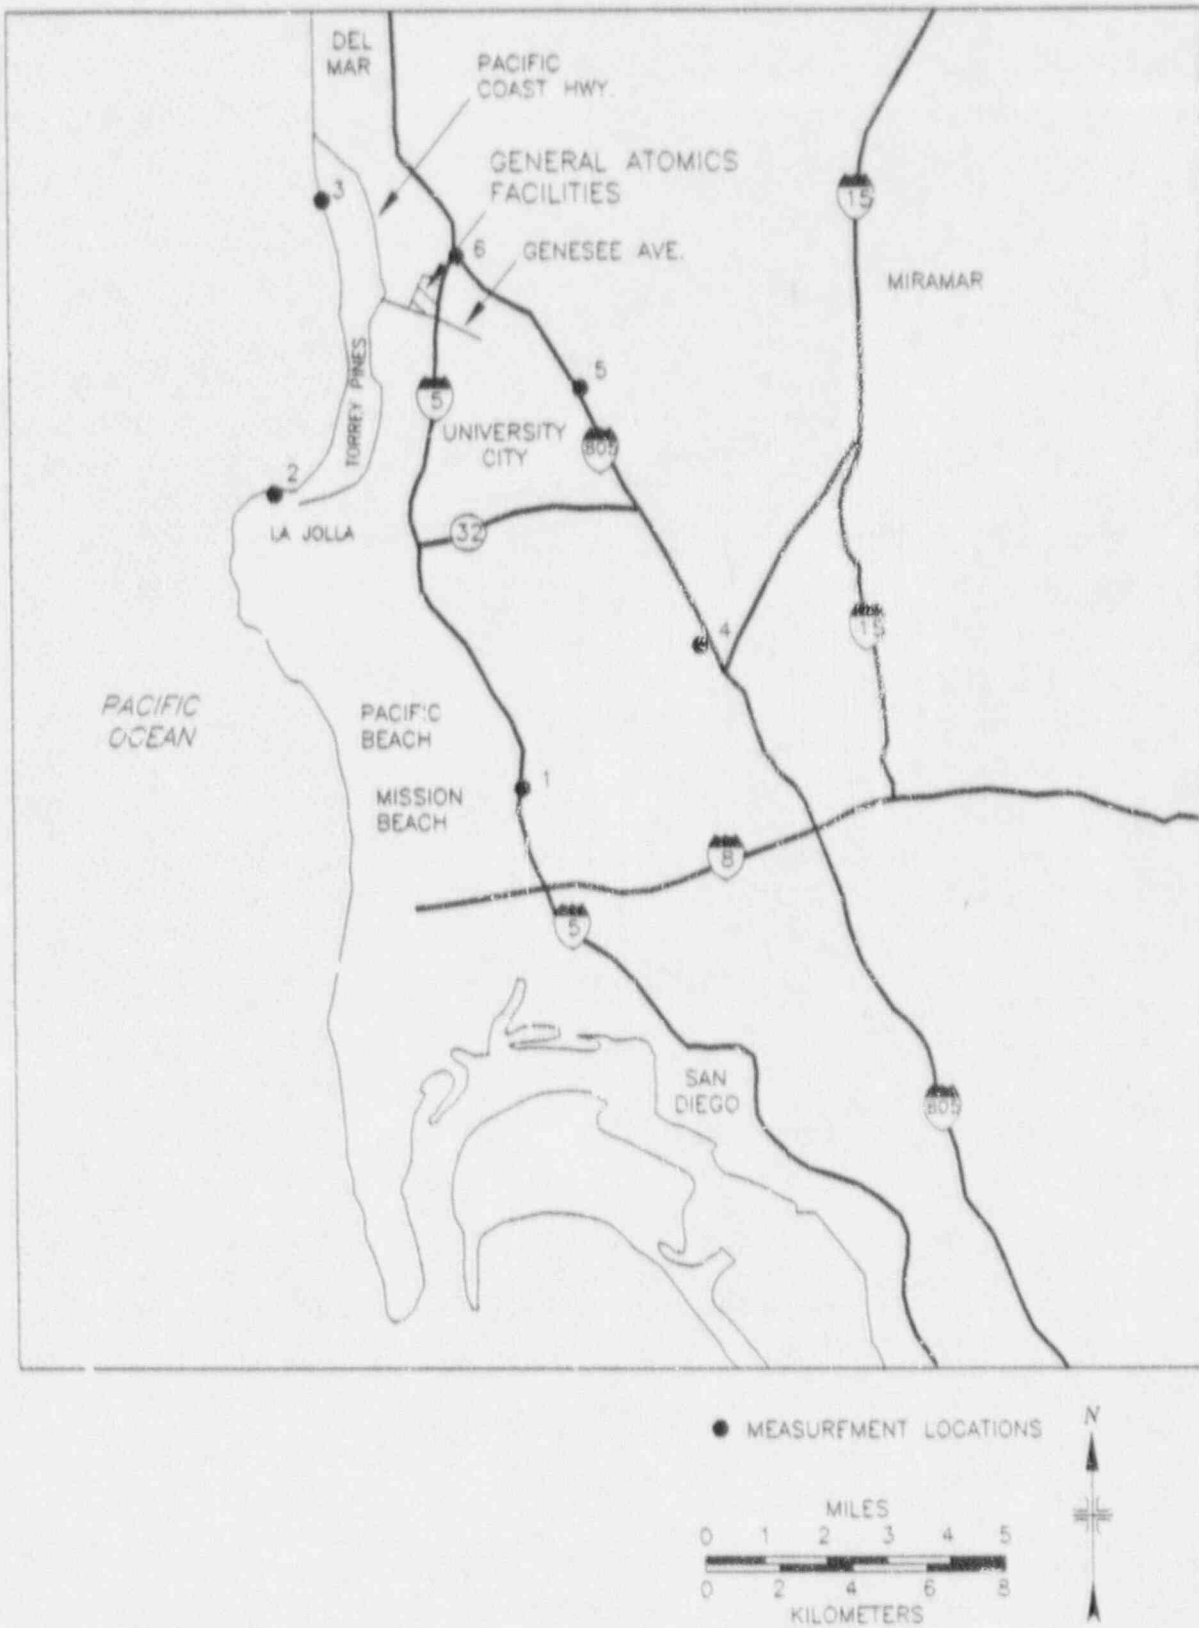 DEL
MAR
PACIFIC
COAST HWY.
GENERAL ATOMICS
FACILITIES
3
15
6
GENESEE AVE.
MIRAMAR
TORREY PINES
5
5
UNIVERSITY
CITY
805
2
LA JOLLA
32
4
15
PACIFIC
OCEAN
PACIFIC
BEACH
1
MISSION
BEACH
8
5
SAN
DIEGO
805
MEASUREMENT LOCATIONS
N
MILES
0 1 2 3 4 5
0 2 4 6 8
KILOMETERS